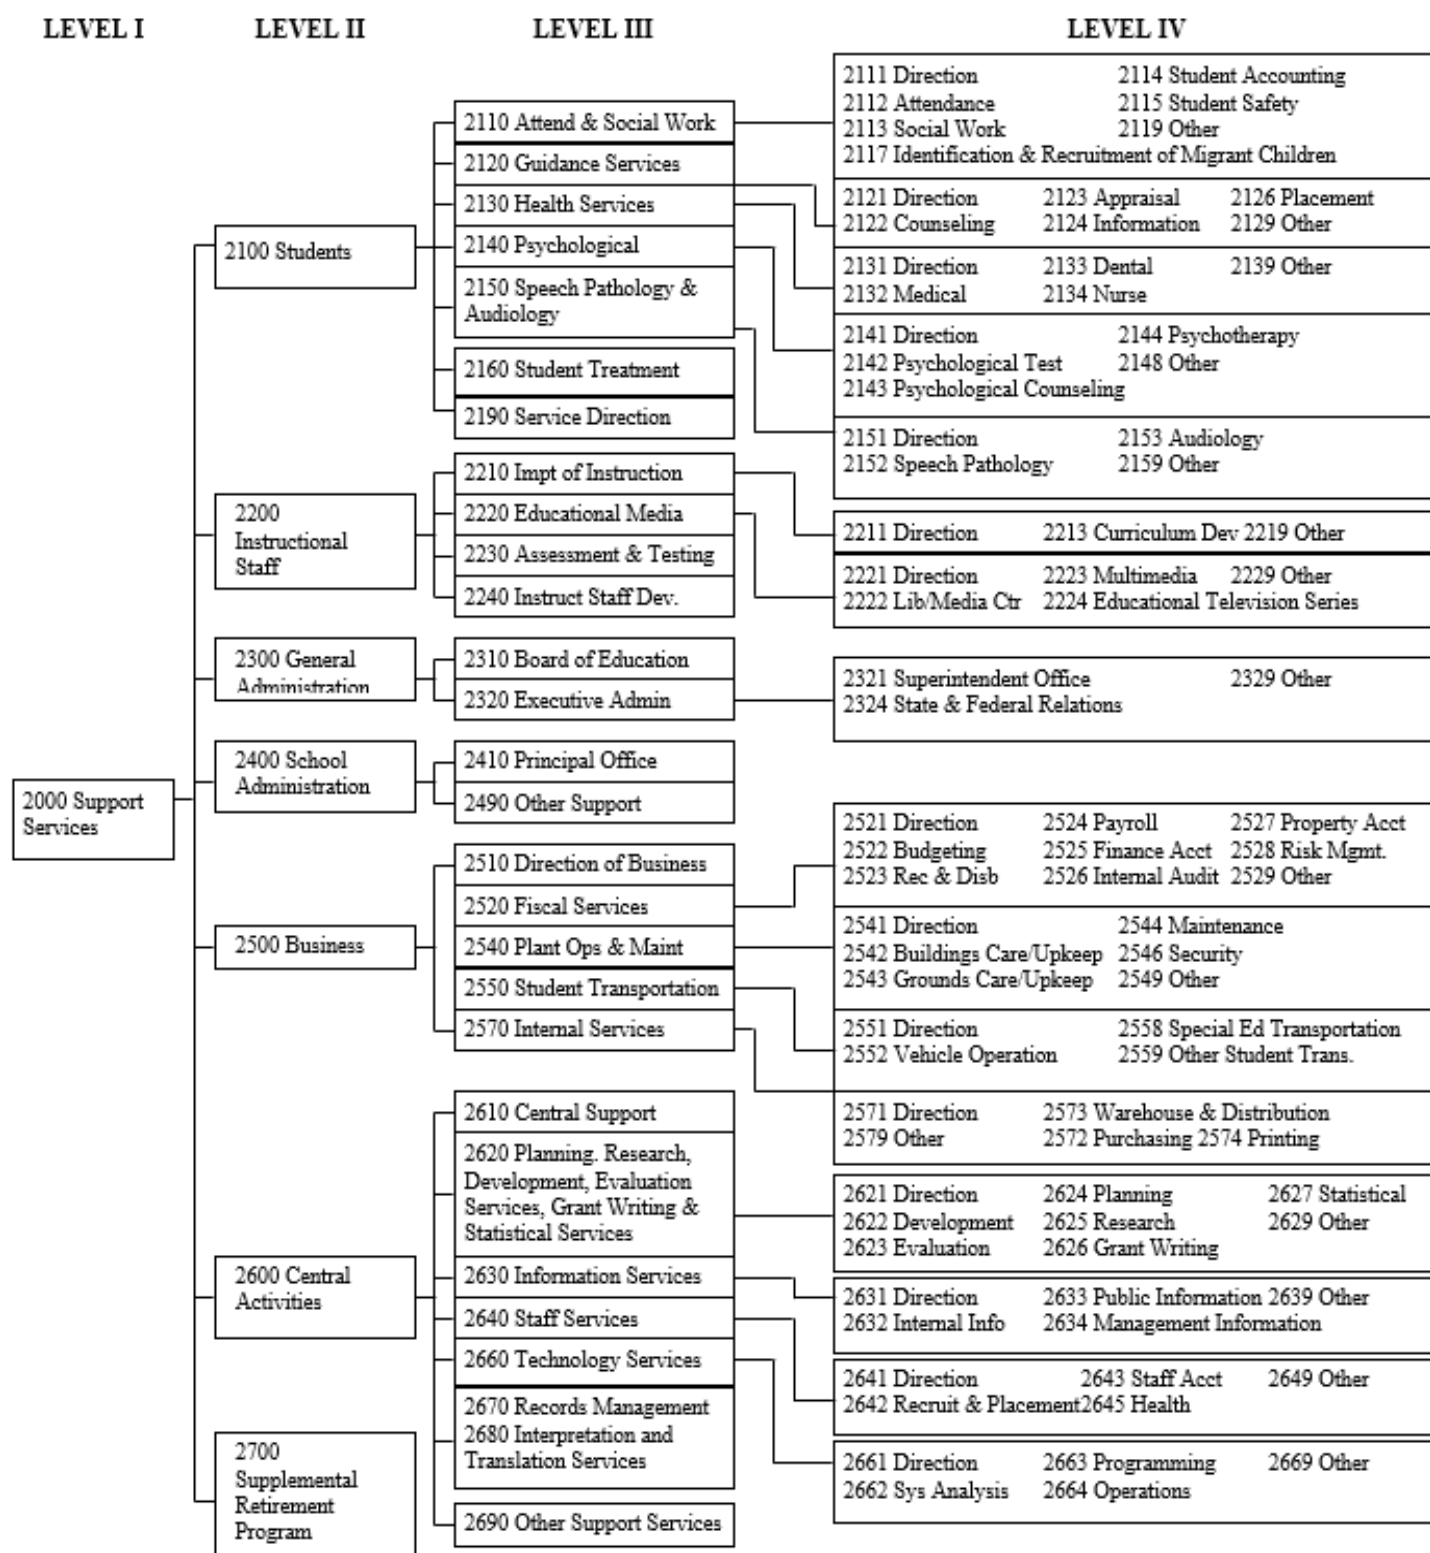 LEVEL I
LEVEL II
LEVEL III
LEVEL IV
2000 Support
Services
2100 Students
2200
Instructional
Staff
2300 General
Administration
2400 School
Administration
2500 Business
2600 Central
Activities
2700
Supplemental
Retirement
Program
2110 Attend & Social Work
2120 Guidance Services
2130 Health Services
2140 Psychological
2150 Speech Pathology &
Audiology
2160 Student Treatment
2190 Service Direction
2210 Impt of Instruction
2220 Educational Media
2230 Assessment & Testing
2240 Instruct Staff Dev.
2310 Board of Education
2320 Executive Admin
2410 Principal Office
2490 Other Support
2510 Direction of Business
2520 Fiscal Services
2540 Plant Ops & Maint
2550 Student Transportation
2570 Internal Services
2610 Central Support
2620 Planning. Research,
Development, Evaluation
Services, Grant Writing &
Statistical Services
2630 Information Services
2640 Staff Services
2660 Technology Services
2670 Records Management
2680 Interpretation and
Translation Services
2690 Other Support Services
2111 Direction 2114 Student Accounting
2112 Attendance 2115 Student Safety
2113 Social Work 2119 Other
2117 Identification & Recruitment of Migrant Children
2121 Direction 2123 Appraisal 2126 Placement
2122 Counseling 2124 Information 2129 Other
2131 Direction 2133 Dental 2139 Other
2132 Medical 2134 Nurse
2141 Direction 2144 Psychotherapy
2142 Psychological Test 2148 Other
2143 Psychological Counseling
2151 Direction 2153 Audiology
2152 Speech Pathology 2159 Other
2211 Direction 2213 Curriculum Dev 2219 Other
2221 Direction 2223 Multimedia 2229 Other
2222 Lib/Media Ctr 2224 Educational Television Series
2321 Superintendent Office 2329 Other
2324 State & Federal Relations
2521 Direction 2524 Payroll 2527 Property Acct
2522 Budgeting 2525 Finance Acct 2528 Risk Mgmt.
2523 Rec & Disb 2526 Internal Audit 2529 Other
2541 Direction 2544 Maintenance
2542 Buildings Care/Upkeep 2546 Security
2543 Grounds Care/Upkeep 2549 Other
2551 Direction 2558 Special Ed Transportation
2552 Vehicle Operation 2559 Other Student Trans.
2571 Direction 2573 Warehouse & Distribution
2579 Other 2572 Purchasing 2574 Printing
2621 Direction 2624 Planning 2627 Statistical
2622 Development 2625 Research 2629 Other
2623 Evaluation 2626 Grant Writing
2631 Direction 2633 Public Information 2639 Other
2632 Internal Info 2634 Management Information
2641 Direction 2643 Staff Acct 2649 Other
2642 Recruit & Placement2645 Health
2661 Direction 2663 Programming 2669 Other
2662 Sys Analysis 2664 Operations